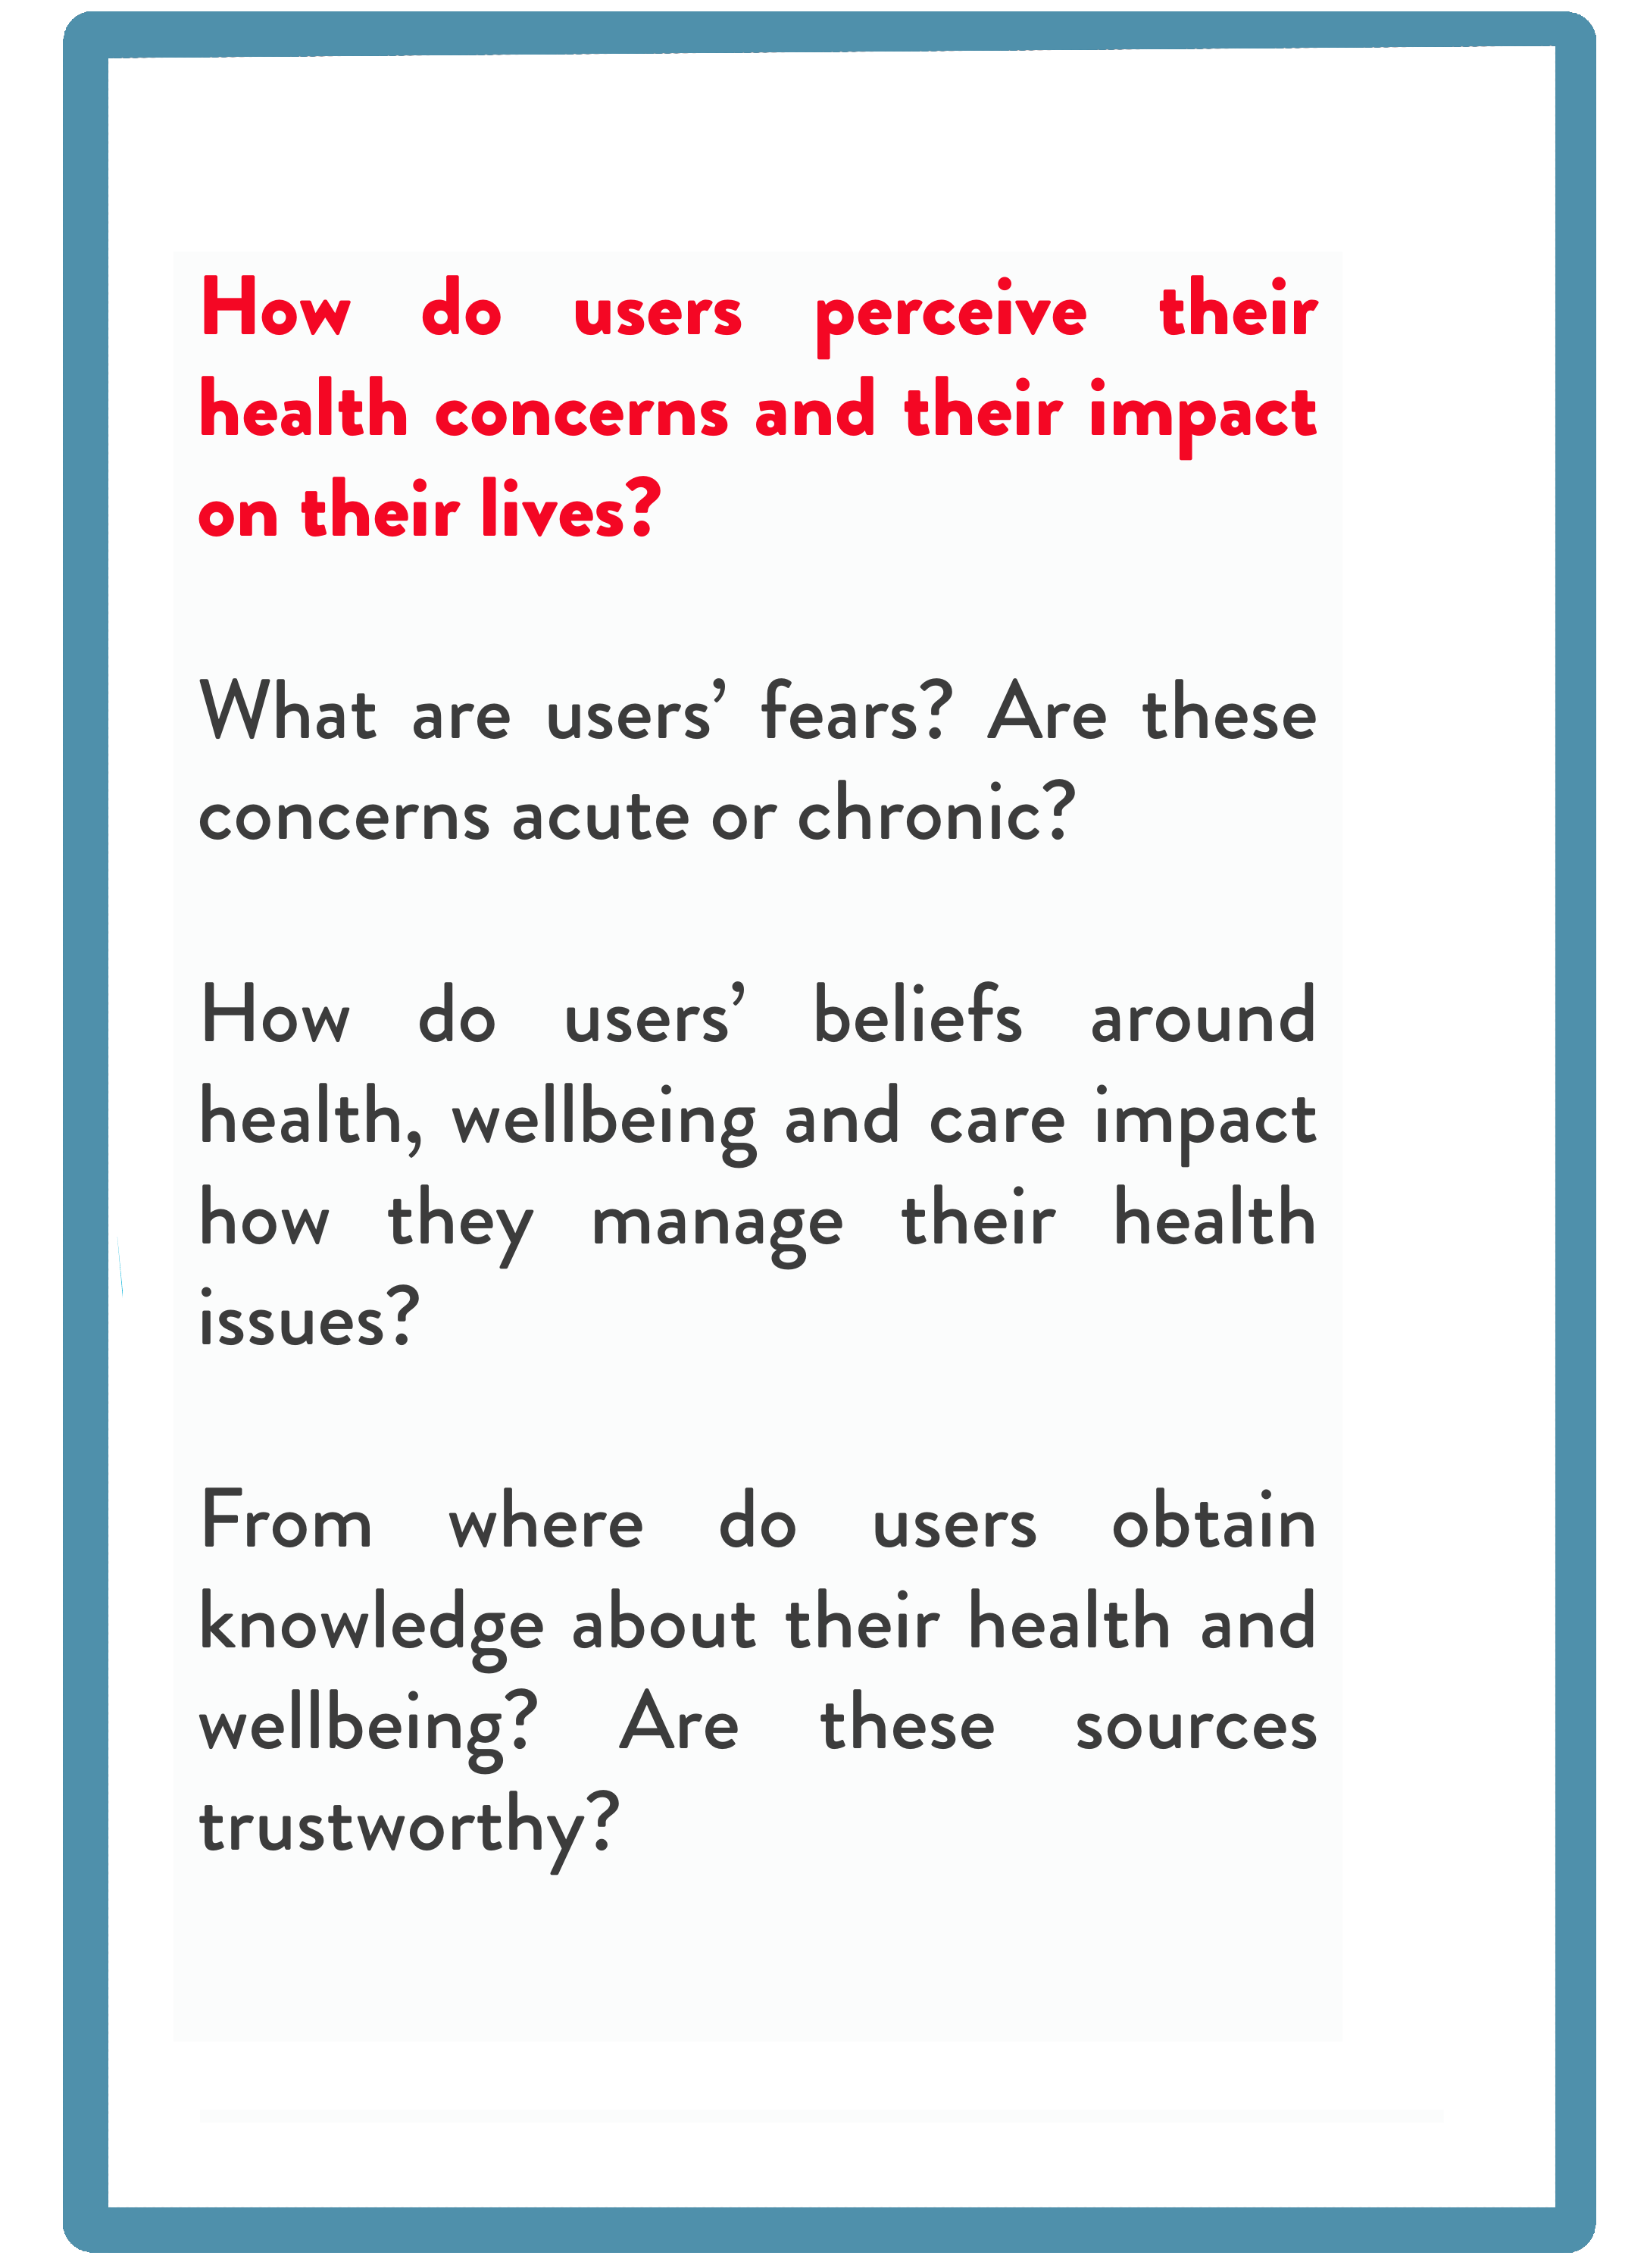 How do users perceive their
health concerns and their impact
on their lives?
What are users’ fears? Are these
concerns acute or chronic?
How do users’ beliefs around
health, wellbeing and care impact
how they manage their health
issues?
From where do users obtain
knowledge about their health and
wellbeing? Are these sources
trustworthy?